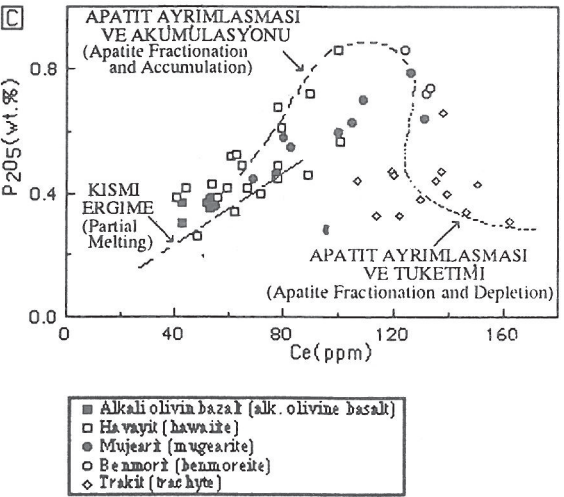 C
APATIT AYRIMLASMASI
VE AKUMULASYONU
(Apatite Fractionation
and Accumulation)
0.8
P2O5(wt.%)
0.4
KISMI
ERGIME
(Partial
Melting)
APATIT AYRIMLASMASI
VE TUKETIMI
(Apatite Fractionation and Depletion)
0.0
0 40 80 120 160
Ce(ppm)
Alkali olivin bazalt (alk. olivine basalt)
Havayit (hawaiite)
Mujearit (mugearite)
Benmorit (benmoreite)
Trakit (trachyte)